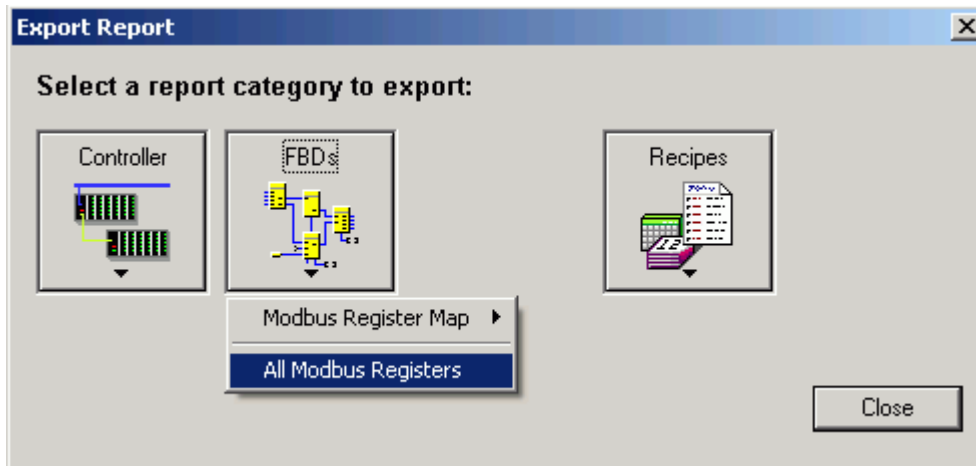 Export Report
Select a report category to export:
Controller
FBDs
Recipes
Modbus Register Map
All Modbus Registers
Close